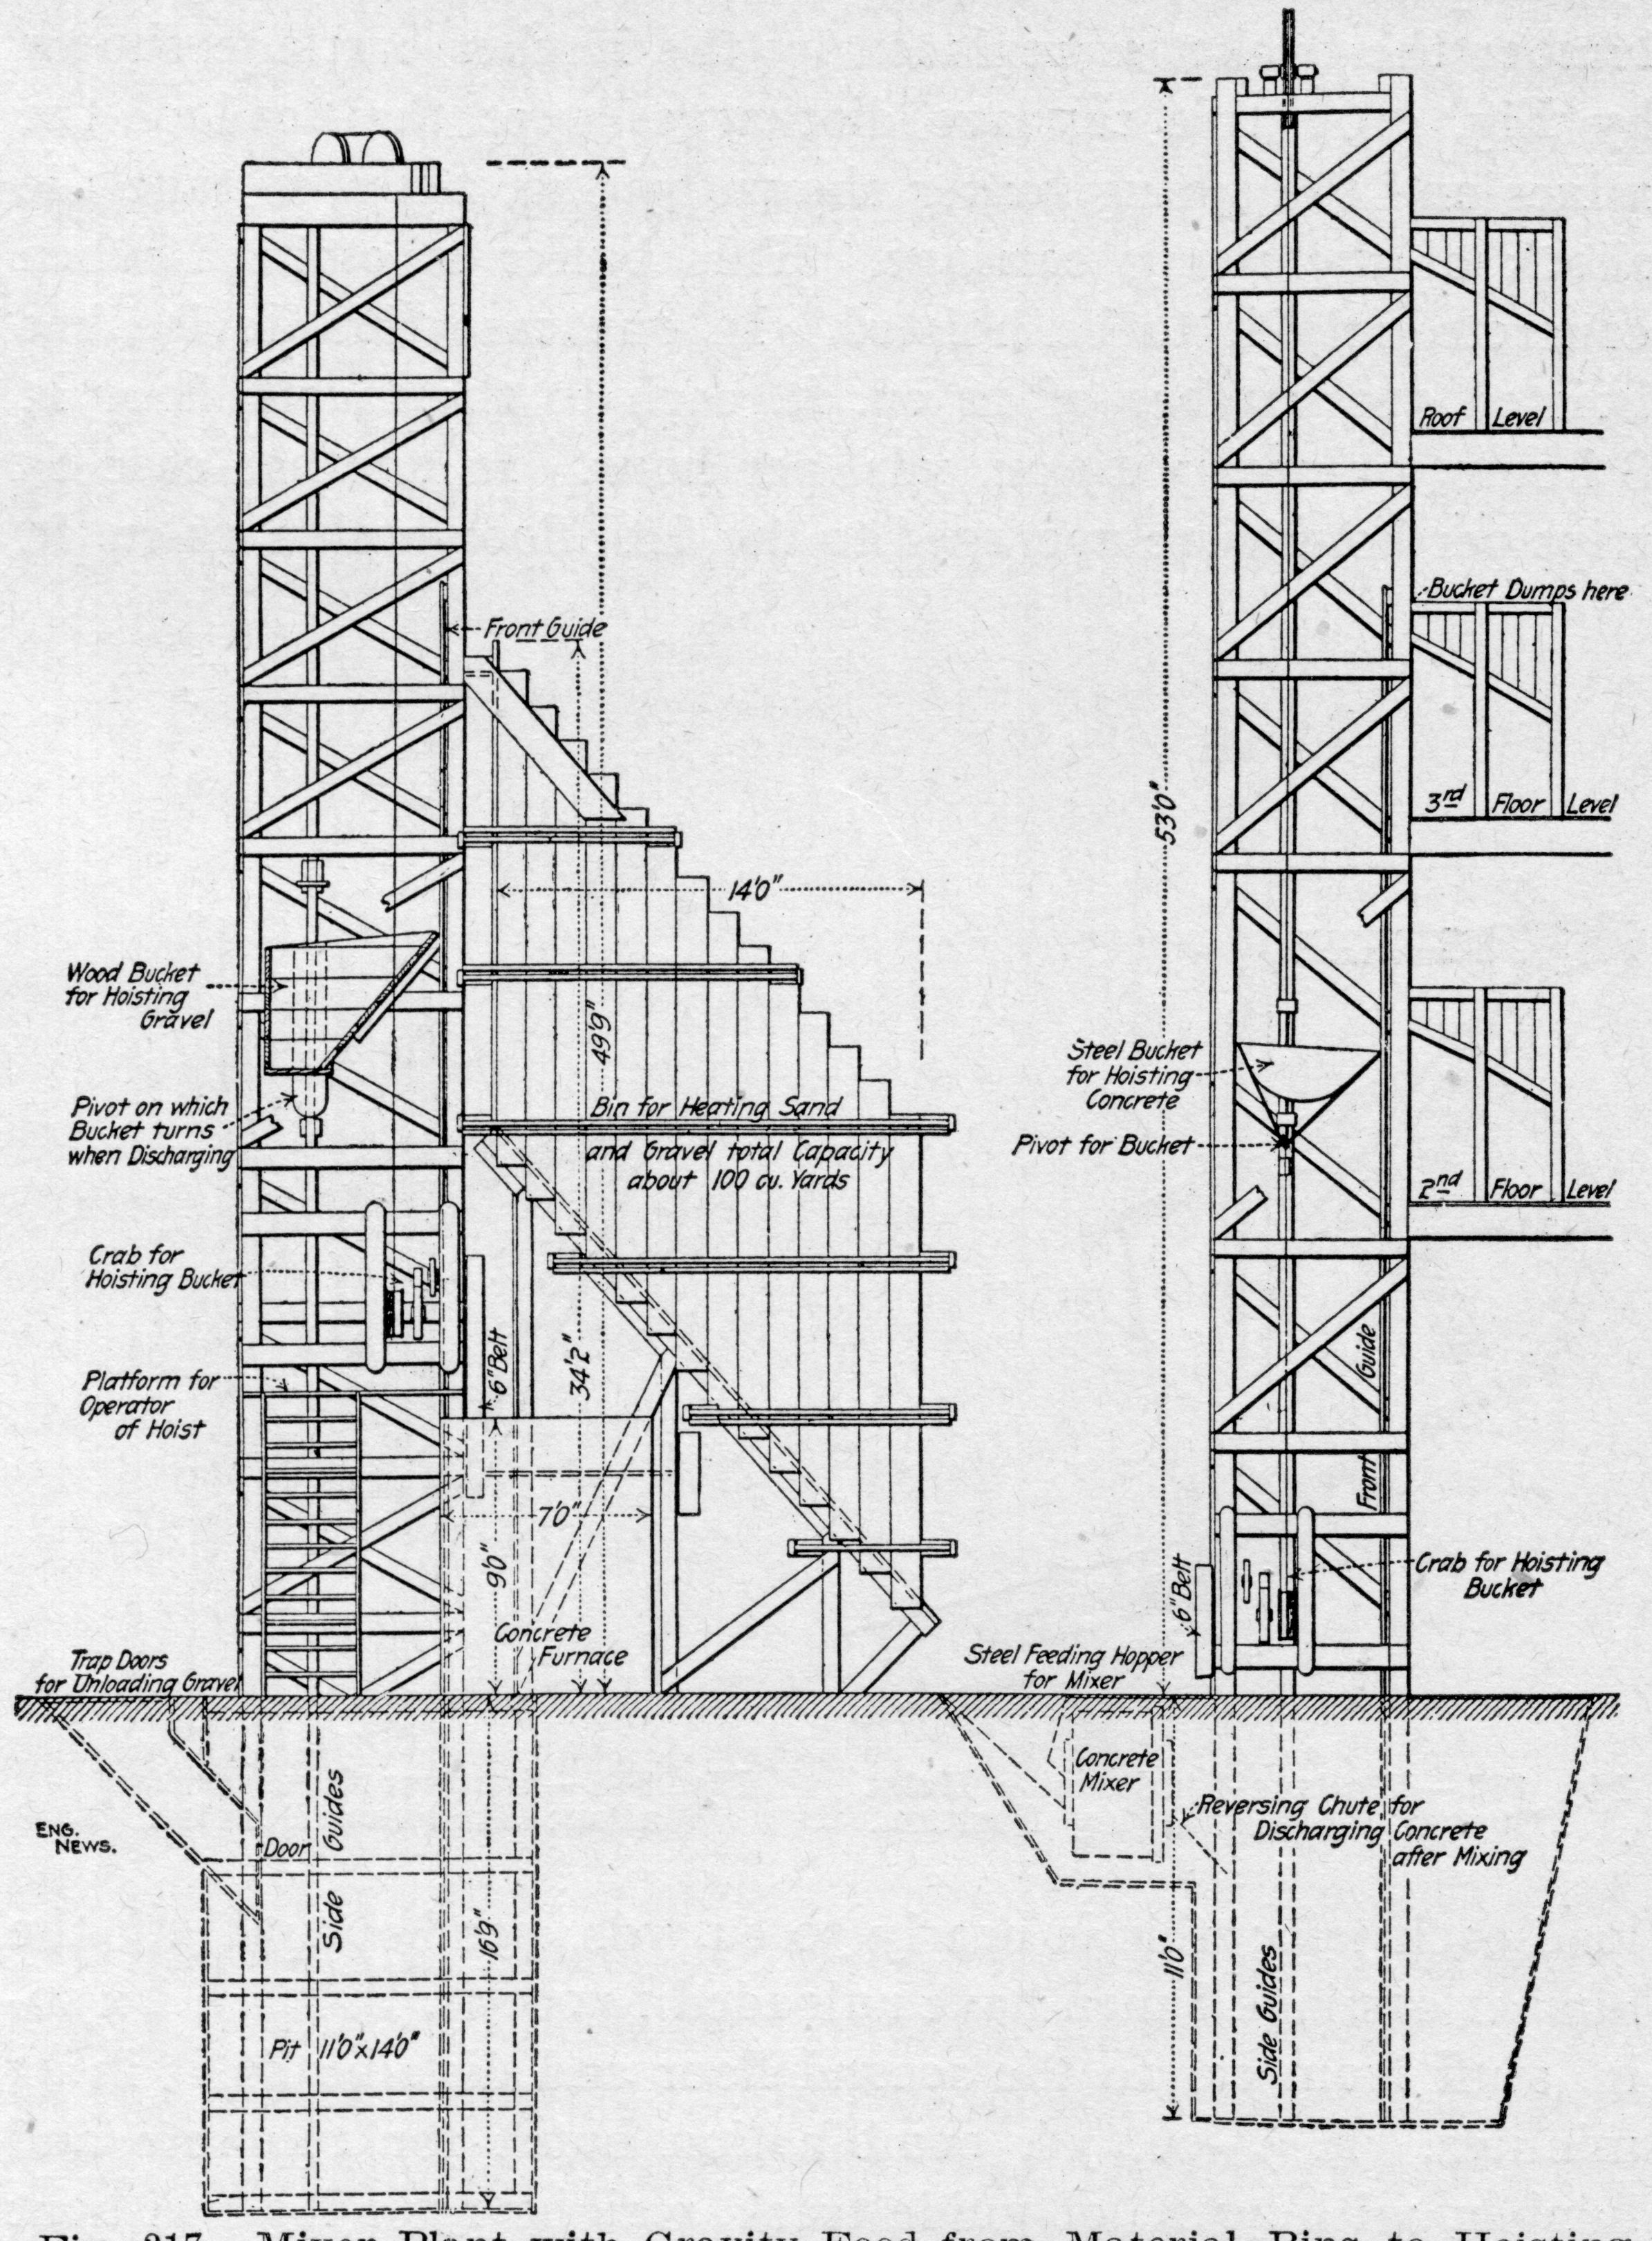 Front Guide
14'0"
Wood Bucket
for Hoisting
Gravel
49'9"
Pivot on which
Bucket turns
when Discharging
Bin for Heating Sand
and Gravel total Capacity
about 100 cu. Yards
Crab for
Hoisting Bucket
6" Belt
34'2"
Platform for
Operator
of Hoist
7'0"
9'0"
Concrete
Furnace
Trap Doors
for Unloading Gravel
ENG.
NEWS.
Door
Side Guides
16'9"
Pit 11'0"x14'0"
Roof Level
Bucket Dumps here
53'0"
3rd Floor Level
Steel Bucket
for Hoisting
Concrete
Pivot for Bucket
2nd Floor Level
Front Guide
6" Belt
Crab for Hoisting
Bucket
Steel Feeding Hopper
for Mixer
Concrete
Mixer
Reversing Chute for
Discharging Concrete
after Mixing
11'0"
Side Guides
Fig. 317. Mixer Plant with Gravity Feed from Material Bins to Hoisting